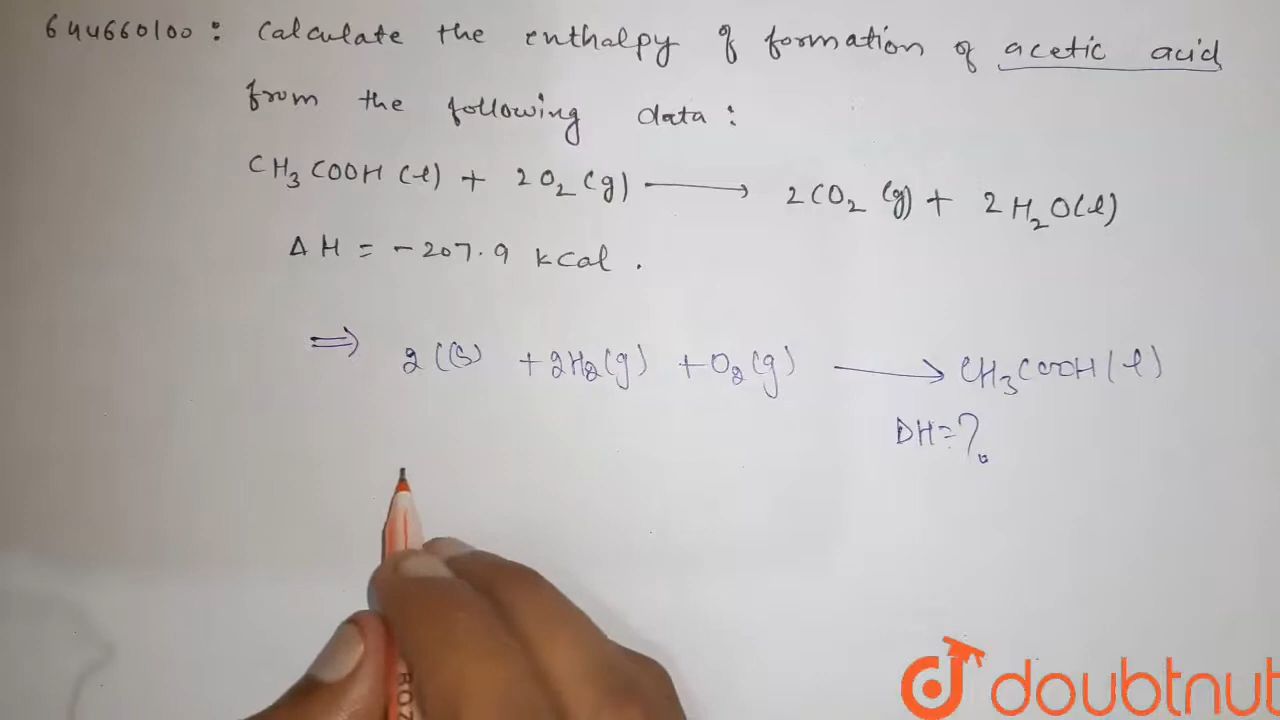 644660100: Calculate the enthalpy of formation of acetic acid
from the following data:
CH3COOH(l) + 2O2(g) ⟶ 2CO2(g) + 2H2O(l)
ΔH = -207.9 kcal.
⇒ 2C(s) + 2H2(g) + O2(g) ⟶ CH3COOH(l)
ΔH = ?.
doubtnut